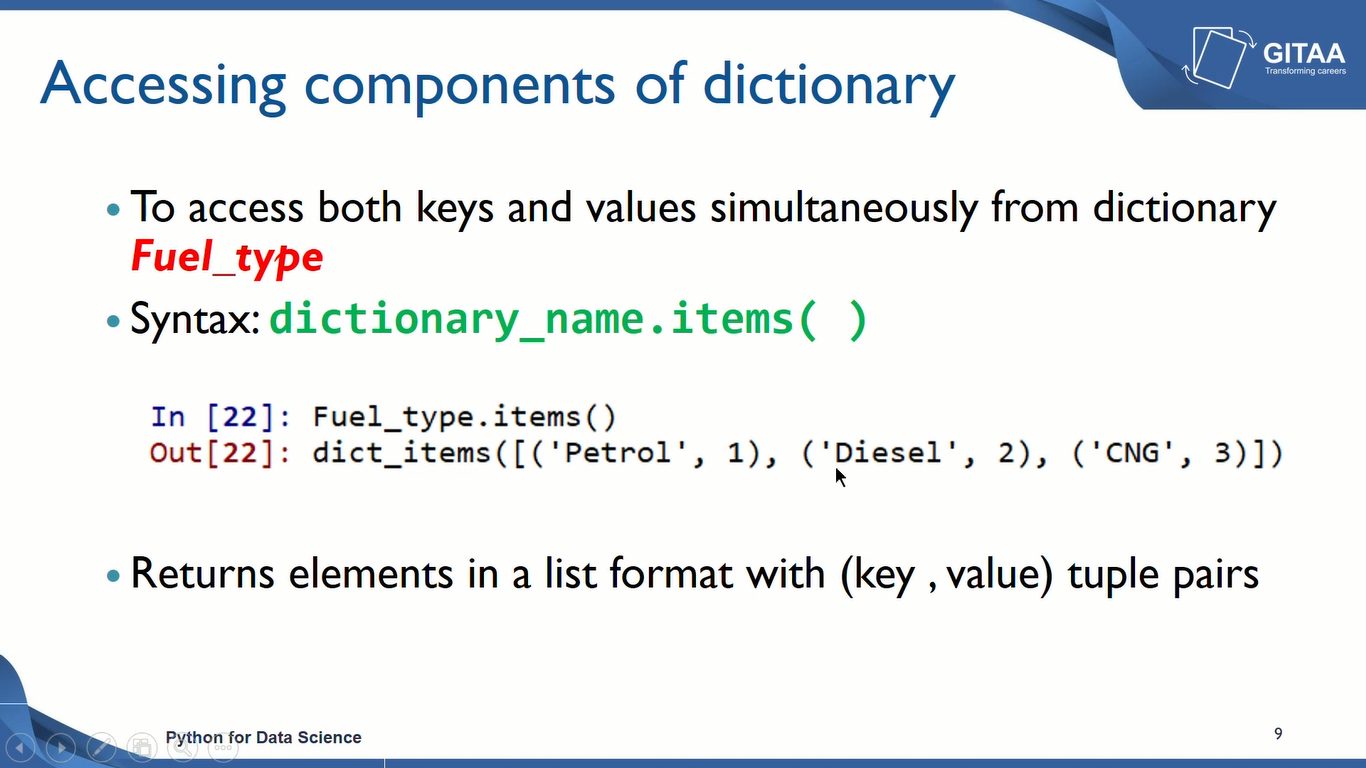 GITAA
Transforming careers
Accessing components of dictionary
• To access both keys and values simultaneously from dictionary
Fuel_type
• Syntax: dictionary_name.items( )
In [22]: Fuel_type.items()
Out[22]: dict_items([('Petrol', 1), ('Diesel', 2), ('CNG', 3)])
• Returns elements in a list format with (key , value) tuple pairs
Python for Data Science
9